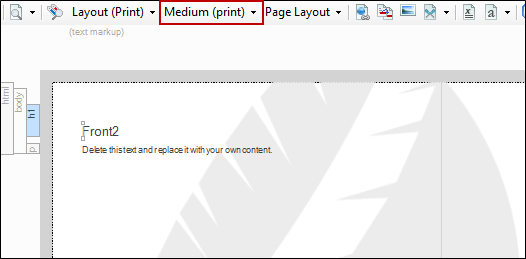 Layout (Print) Medium (print) Page Layout a
(text markup)
html
body
h1
p
Front2
Delete this text and replace it with your own content.